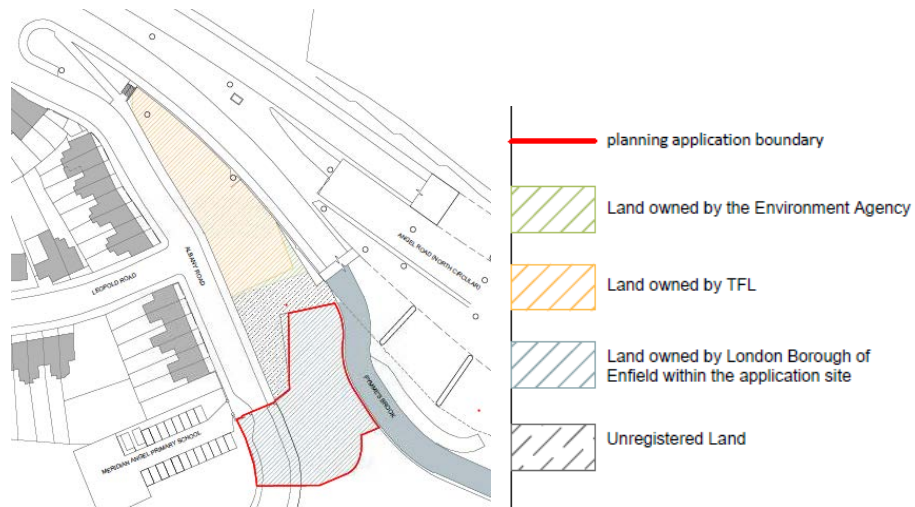 ANGEL ROAD (NORTH CIRCULAR)
ALBANY ROAD
LEOPOLD ROAD
PYMME'S BROOK
MERIDIAN ANGEL PRIMARY SCHOOL
planning application boundary
Land owned by the Environment Agency
Land owned by TFL
Land owned by London Borough of
Enfield within the application site
Unregistered Land